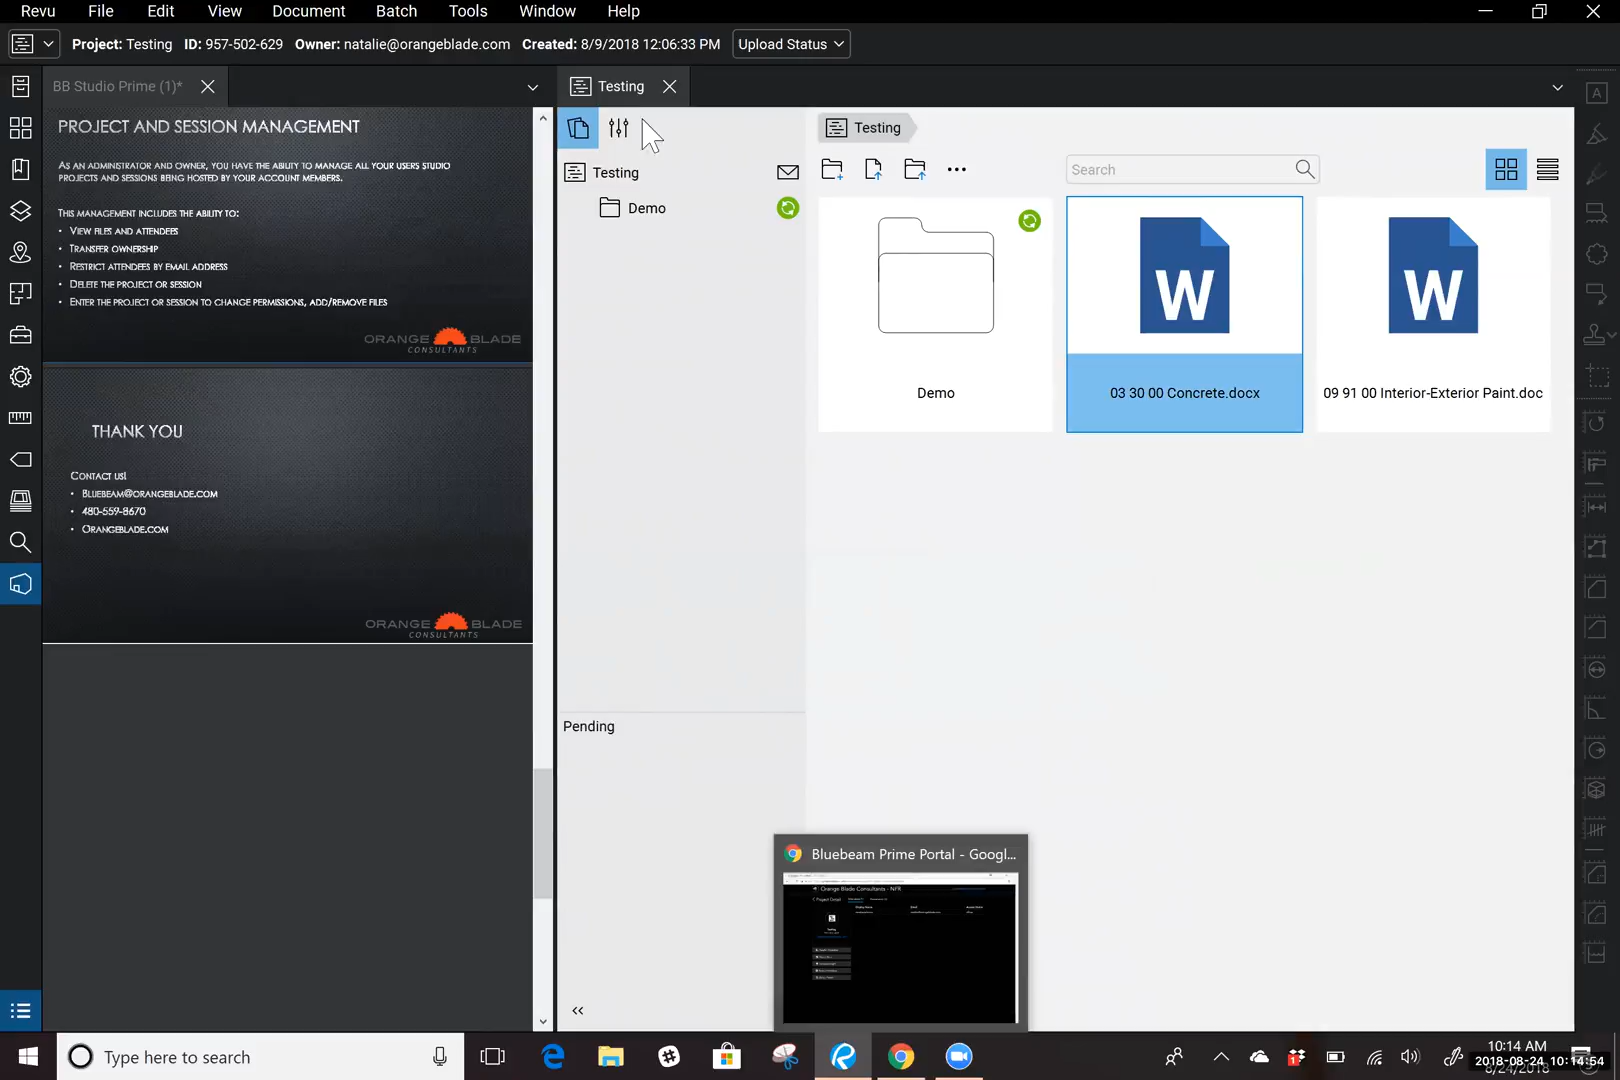 Revu File Edit View Document Batch Tools Window Help
Project: Testing ID: 957-502-629 Owner: natalie@orangeblade.com Created: 8/9/2018 12:06:33 PM Upload Status
BB Studio Prime (1)*
Testing
PROJECT AND SESSION MANAGEMENT
AS AN ADMINISTRATOR AND OWNER, YOU HAVE THE ABILITY TO MANAGE ALL YOUR USERS STUDIO
PROJECTS AND SESSIONS BEING HOSTED BY YOUR ACCOUNT MEMBERS.
THIS MANAGEMENT INCLUDES THE ABILITY TO:
• VIEW FILES AND ATTENDEES
• TRANSFER OWNERSHIP
• RESTRICT ATTENDEES BY EMAIL ADDRESS
• DELETE THE PROJECT OR SESSION
• ENTER THE PROJECT OR SESSION TO CHANGE PERMISSIONS, ADD/REMOVE FILES
ORANGE BLADE
CONSULTANTS
THANK YOU
CONTACT US!
• BLUEBEAM@ORANGEBLADE.COM
• 480-559-8670
• ORANGEBLADE.COM
ORANGE BLADE
CONSULTANTS
Testing
Demo
Pending
Testing
Search
Demo
W
03 30 00 Concrete.docx
W
09 91 00 Interior-Exterior Paint.doc
Bluebeam Prime Portal - Googl...
Orange Blade Consultants - NFR
Project Detail
Type here to search
10:14 AM
2018-08-24 10:14:54